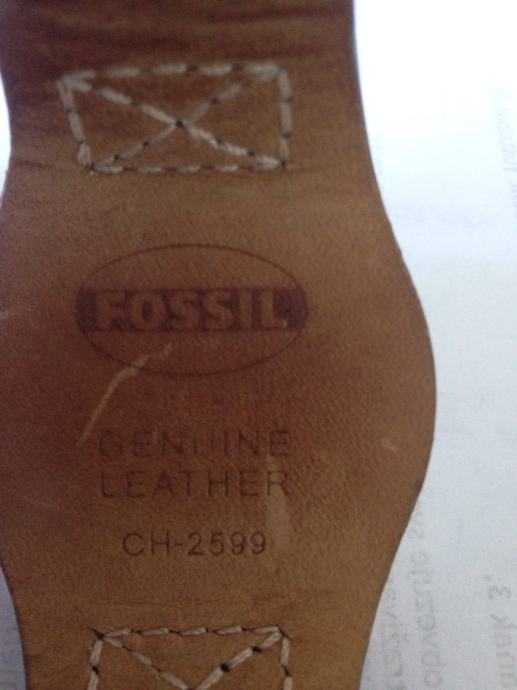 FOSSIL
GENUINE
LEATHER
CH-2599